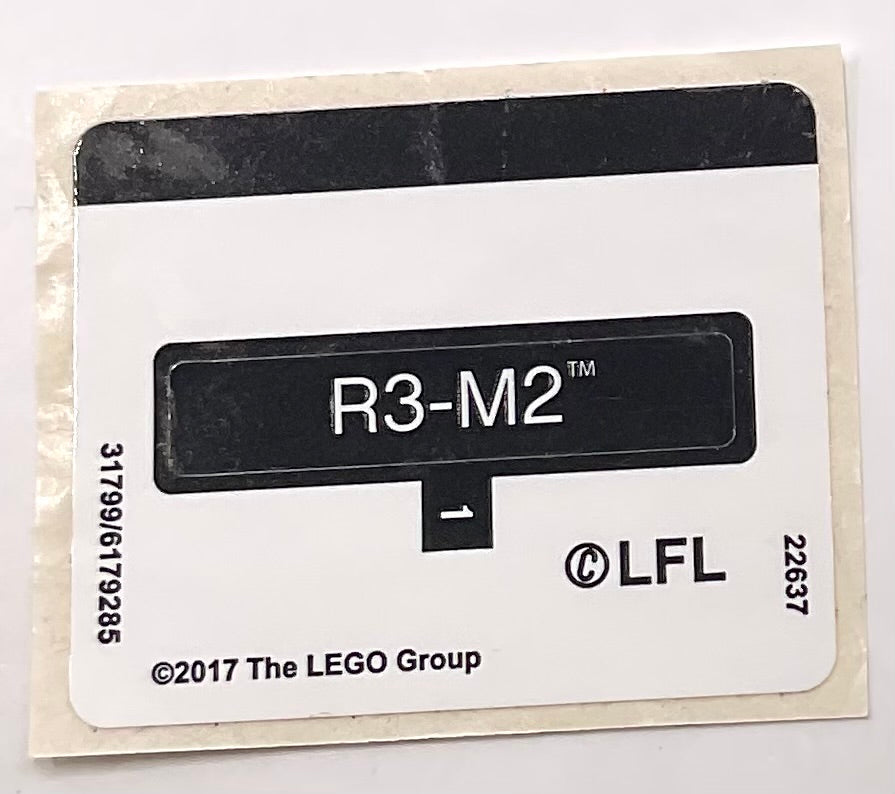 R3-M2™
1
©LFL
31799/6179285
22637
©2017 The LEGO Group